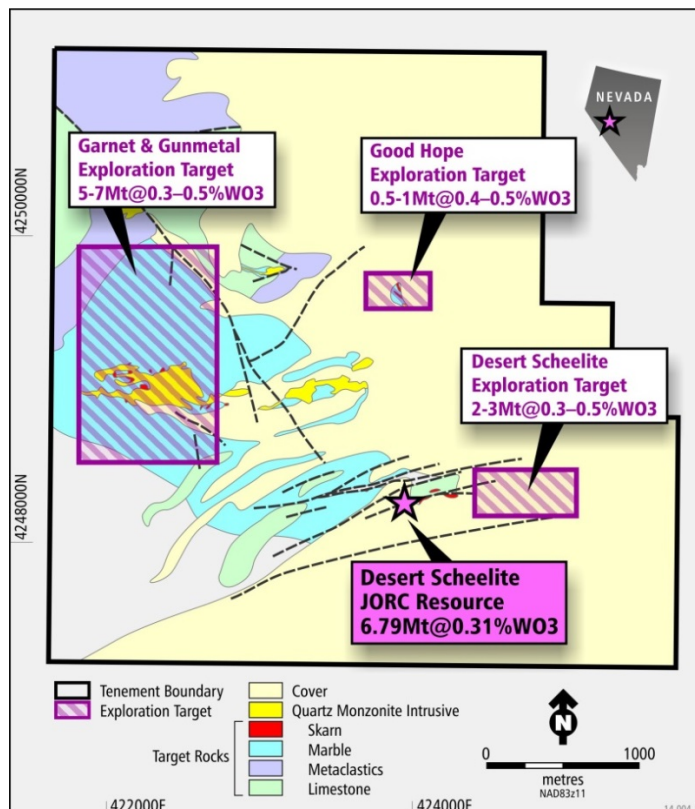 NEVADA
Garnet & Gunmetal
Exploration Target
5-7Mt@0.3–0.5%WO3
Good Hope
Exploration Target
0.5-1Mt@0.4–0.5%WO3
4250000N
Desert Scheelite
Exploration Target
2-3Mt@0.3–0.5%WO3
4248000N
Desert Scheelite
JORC Resource
6.79Mt@0.31%WO3
Tenement Boundary
Exploration Target
Target Rocks
Cover
Quartz Monzonite Intrusive
Skarn
Marble
Metaclastics
Limestone
N
0 1000
metres
NAD83z11
422000E
424000E